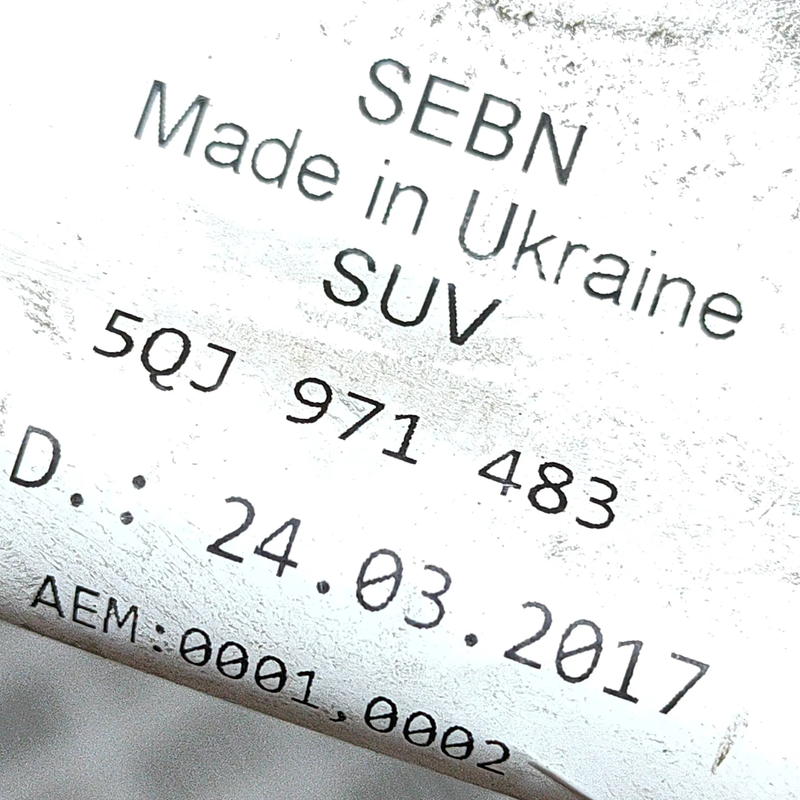 SEBN
Made in Ukraine
SUV
5QJ 971 483
D.: 24.03.2017
AEM:0001,0002